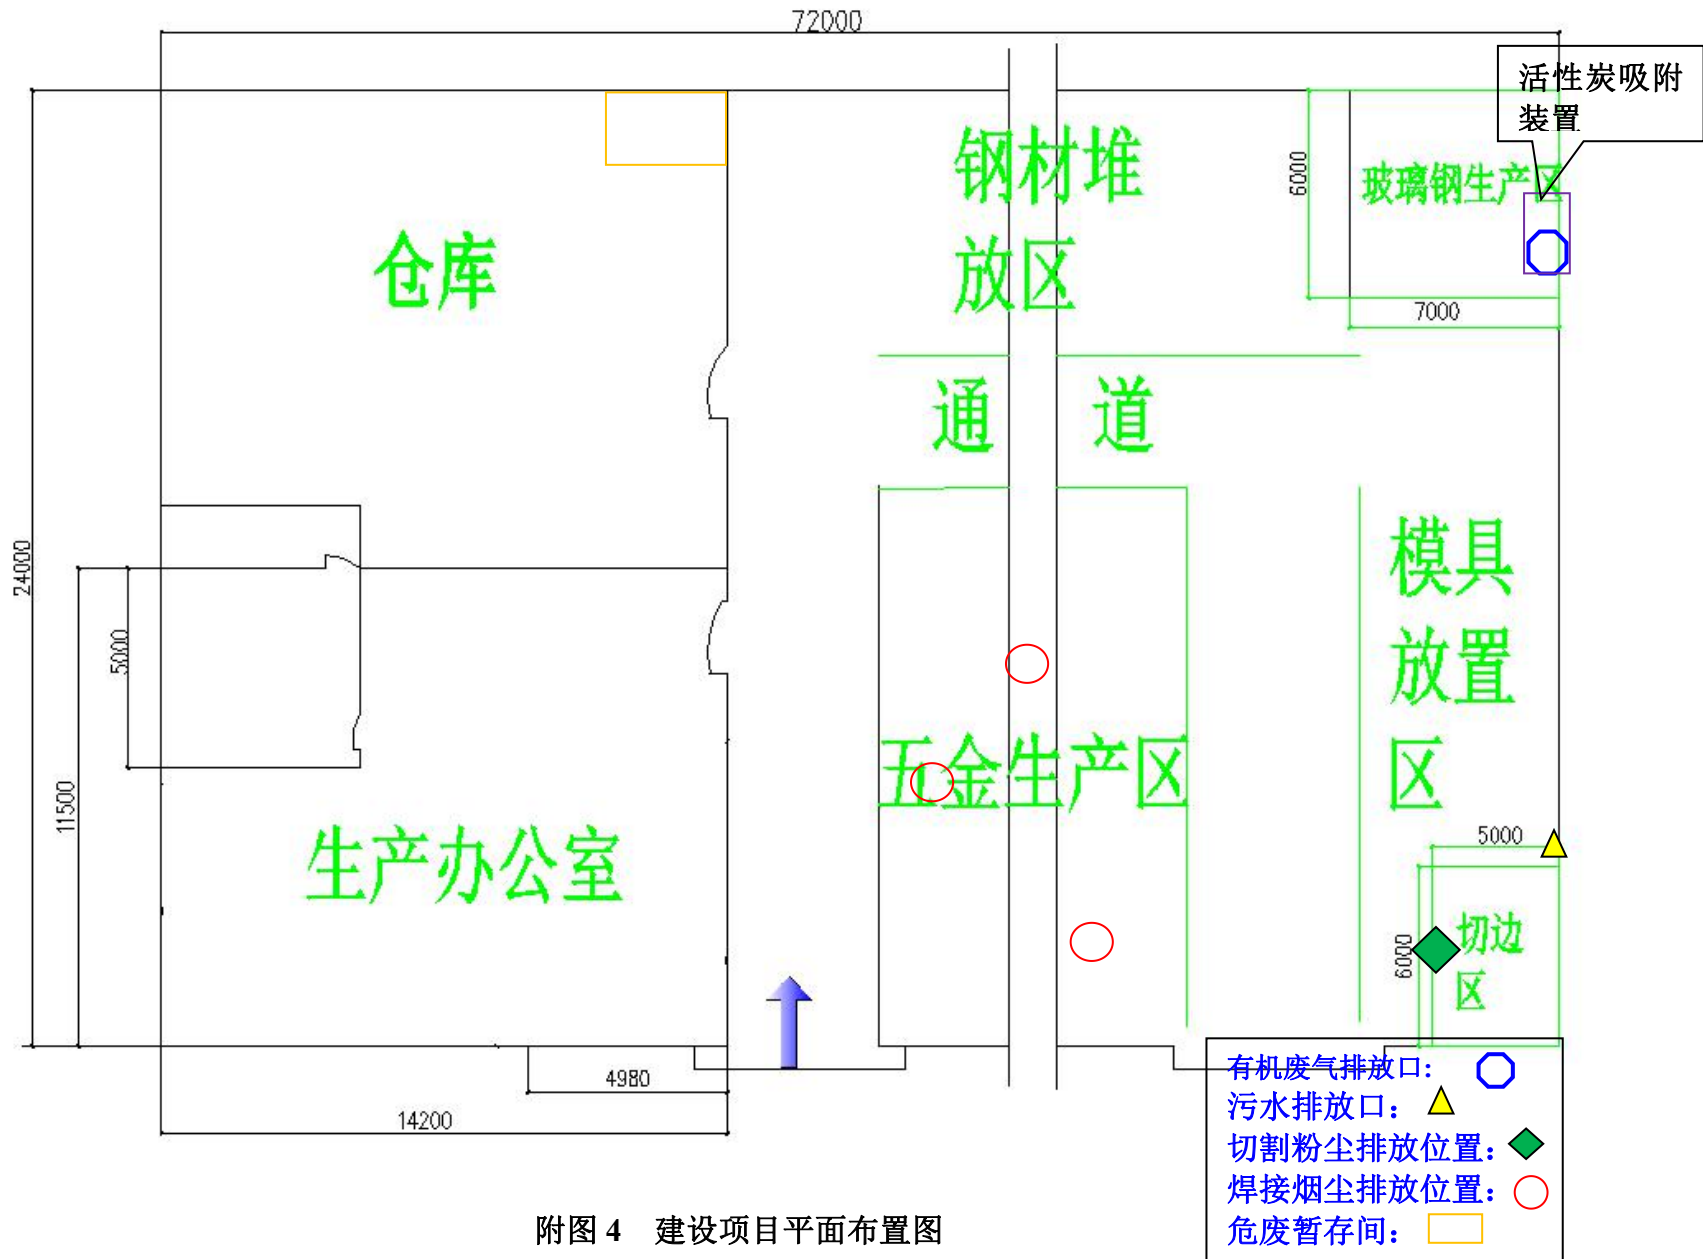 72000
活性炭吸附
装置
钢材堆
放区
6000
玻璃钢生产区
仓库
7000
通 道
24000
模具
放置
区
5000
五金生产区
11500
生产办公室
5000
切边
区
6000
4980
14200
有机废气排放口:
污水排放口:
切割粉尘排放位置:
焊接烟尘排放位置:
危废暂存间:
附图 4 建设项目平面布置图